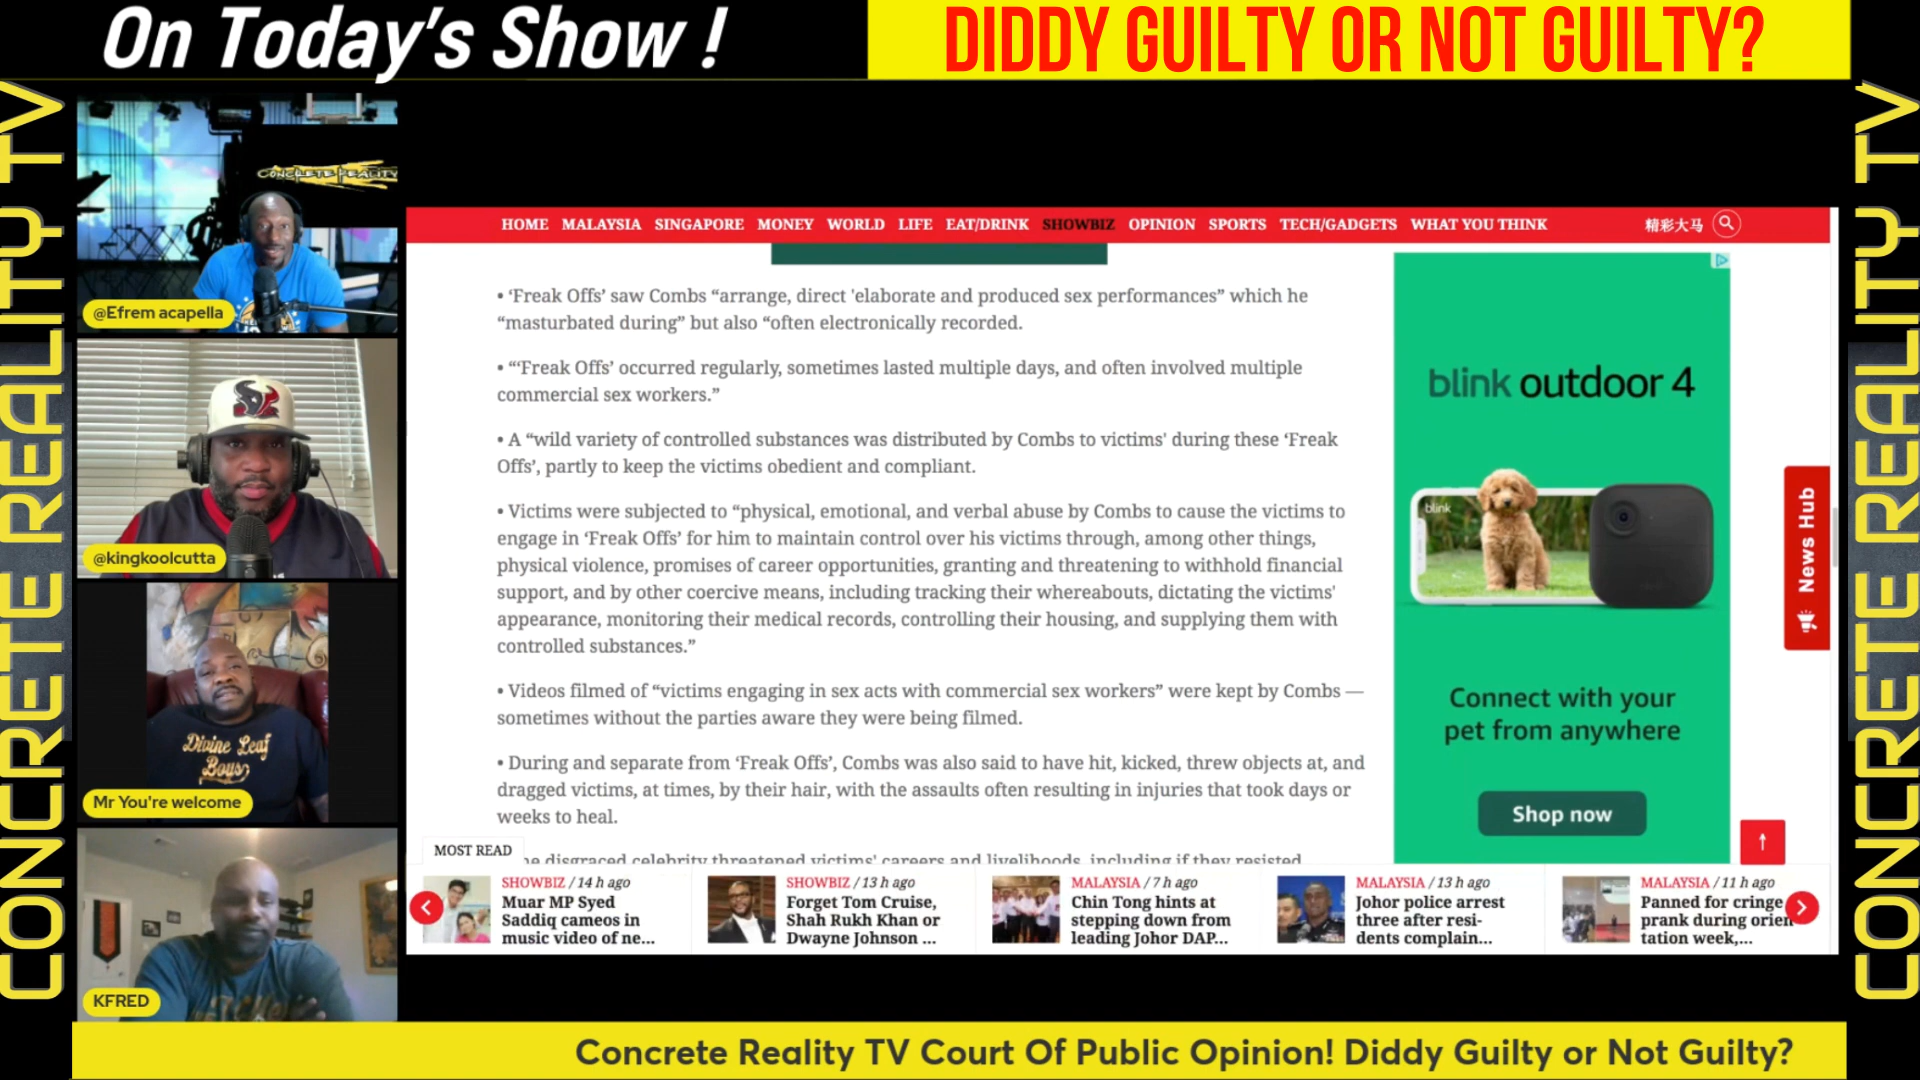 On Today's Show !
DIDDY GUILTY OR NOT GUILTY?
CONCRETE REALITY TV
CONCRETE REALITY
@Efrem acapella
@kingkoolcutta
Divine Leaf
Boys
Mr You're welcome
KFRED
HOME MALAYSIA SINGAPORE MONEY WORLD LIFE EAT/DRINK SHOWBIZ OPINION SPORTS TECH/GADGETS WHAT YOU THINK 精彩大马
• ‘Freak Offs’ saw Combs “arrange, direct 'elaborate and produced sex performances” which he
“masturbated during” but also “often electronically recorded.
• “‘Freak Offs’ occurred regularly, sometimes lasted multiple days, and often involved multiple
commercial sex workers.”
• A “wild variety of controlled substances was distributed by Combs to victims' during these ‘Freak
Offs’, partly to keep the victims obedient and compliant.
• Victims were subjected to “physical, emotional, and verbal abuse by Combs to cause the victims to
engage in ‘Freak Offs’ for him to maintain control over his victims through, among other things,
physical violence, promises of career opportunities, granting and threatening to withhold financial
support, and by other coercive means, including tracking their whereabouts, dictating the victims'
appearance, monitoring their medical records, controlling their housing, and supplying them with
controlled substances.”
• Videos filmed of “victims engaging in sex acts with commercial sex workers” were kept by Combs —
sometimes without the parties aware they were being filmed.
• During and separate from ‘Freak Offs’, Combs was also said to have hit, kicked, threw objects at, and
dragged victims, at times, by their hair, with the assaults often resulting in injuries that took days or
weeks to heal.
disgraced celebrity threatened victims' careers and livelihoods, including if they resisted
blink outdoor 4
blink
Connect with your
pet from anywhere
Shop now
News Hub
MOST READ
SHOWBIZ / 14 h ago
Muar MP Syed
Saddiq cameos in
music video of ne...
SHOWBIZ / 13 h ago
Forget Tom Cruise,
Shah Rukh Khan or
Dwayne Johnson ...
MALAYSIA / 7 h ago
Chin Tong hints at
stepping down from
leading Johor DAP...
MALAYSIA / 13 h ago
Johor police arrest
three after resi-
dents complain...
MALAYSIA / 11 h ago
Panned for cringe
prank during orien
tation week,...
Concrete Reality TV Court Of Public Opinion! Diddy Guilty or Not Guilty?
CONCRETE REALITY TV